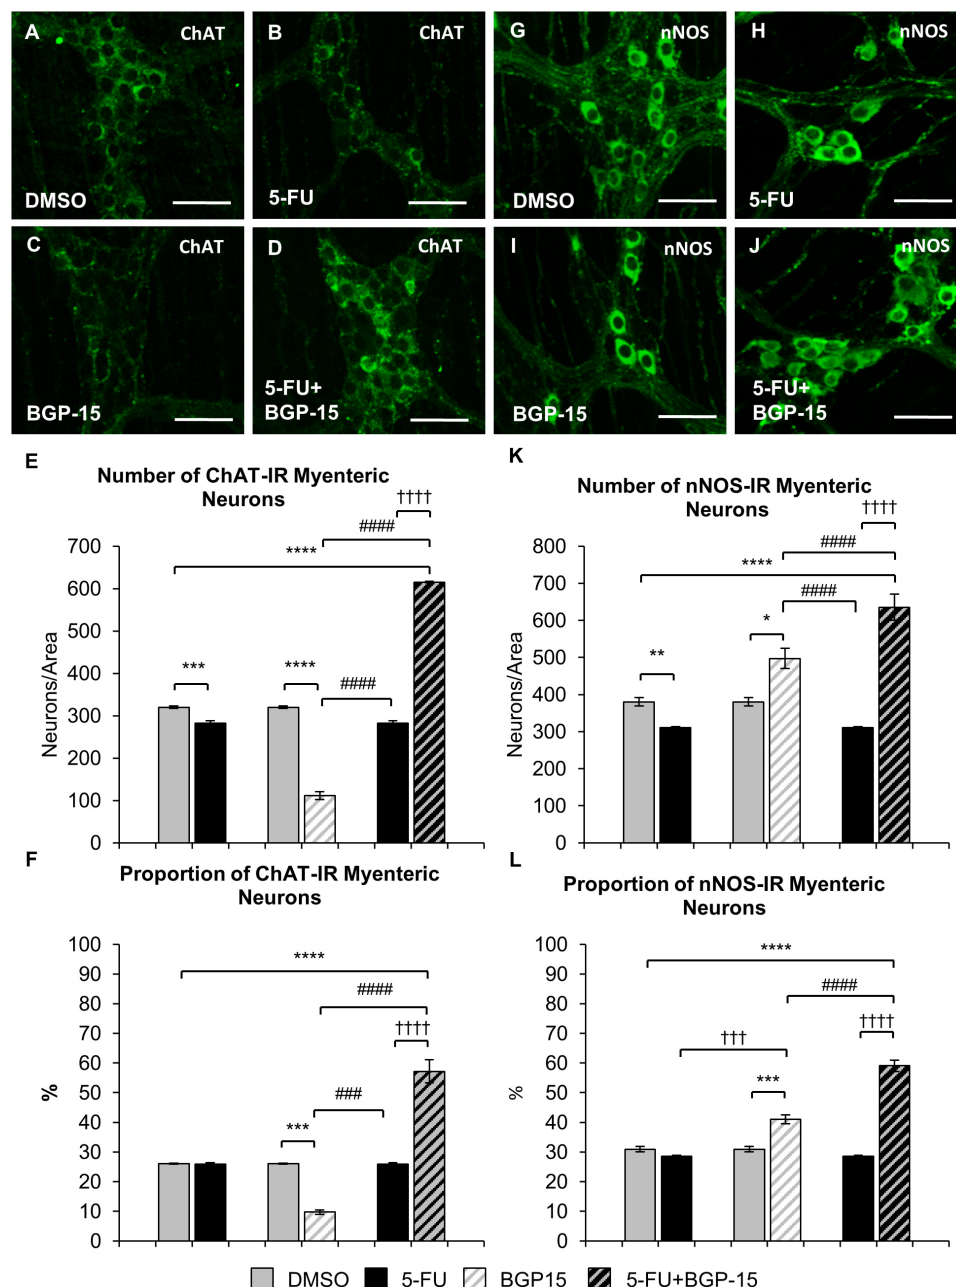 A ChAT
DMSO
B ChAT
5-FU
G nNOS
DMSO
H nNOS
5-FU
C ChAT
BGP-15
D ChAT
5-FU+
BGP-15
I nNOS
BGP-15
J nNOS
5-FU+
BGP-15
E
Number of ChAT-IR Myenteric
Neurons
††††
####
****
***
****
####
Neurons/Area
700
600
400
300
200
100
0
K
Number of nNOS-IR Myenteric
Neurons
††††
####
****
####
*
**
Neurons/Area
800
700
600
500
400
300
200
100
0
F
Proportion of ChAT-IR Myenteric
Neurons
****
####
††††
###
***
%
100
90
80
70
60
50
40
30
20
10
0
L
Proportion of nNOS-IR Myenteric
Neurons
****
####
††††
†††
***
%
100
90
80
70
60
50
40
30
20
10
0
DMSO 5-FU BGP15 5-FU+BGP-15